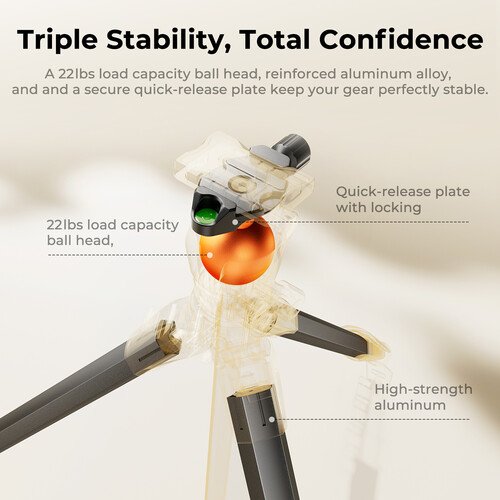 Triple Stability, Total Confidence
A 22lbs load capacity ball head, reinforced aluminum alloy,
and and a secure quick-release plate keep your gear perfectly stable.
Quick-release plate
with locking
22lbs load capacity
ball head,
High-strength
aluminum